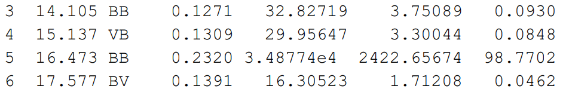 3 14.105 BB 0.1271 32.82719 3.75089 0.0930
4 15.137 VB 0.1309 29.95647 3.30044 0.0848
5 16.473 BB 0.2320 3.48774e4 2422.65674 98.7702
6 17.577 BV 0.1391 16.30523 1.71208 0.0462